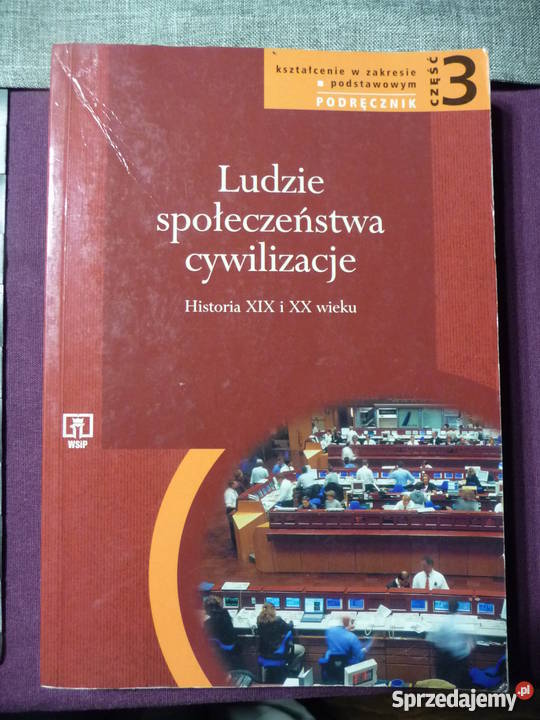 kształcenie w zakresie
podstawowym
PODRĘCZNIK
CZĘŚĆ
3
Ludzie
społeczeństwa
cywilizacje
Historia XIX i XX wieku
WSiP
Sprzedajemy.pl